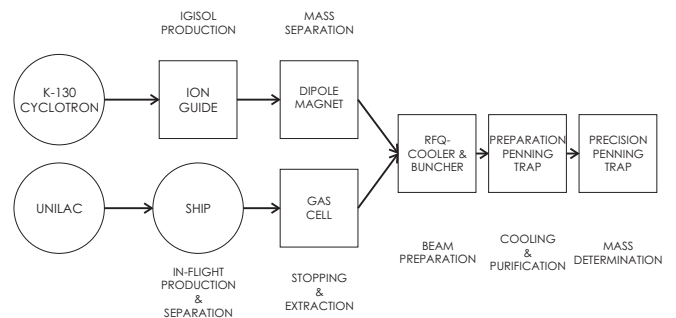 IGISOL
PRODUCTION
MASS
SEPARATION
K-130
CYCLOTRON
ION
GUIDE
DIPOLE
MAGNET
RFQ-
COOLER &
BUNCHER
PREPARATION
PENNING
TRAP
PRECISION
PENNING
TRAP
UNILAC
SHIP
GAS
CELL
IN-FLIGHT
PRODUCTION
&
SEPARATION
STOPPING
&
EXTRACTION
BEAM
PREPARATION
COOLING
&
PURIFICATION
MASS
DETERMINATION